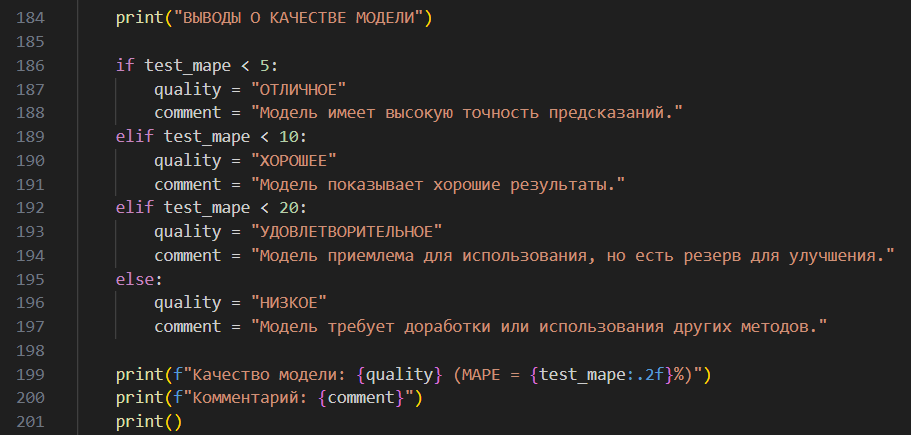 184 print("ВЫВОДЫ О КАЧЕСТВЕ МОДЕЛИ")
185
186 if test_mape < 5:
187     quality = "ОТЛИЧНОЕ"
188     comment = "Модель имеет высокую точность предсказаний."
189 elif test_mape < 10:
190     quality = "ХОРОШЕЕ"
191     comment = "Модель показывает хорошие результаты."
192 elif test_mape < 20:
193     quality = "УДОВЛЕТВОРИТЕЛЬНОЕ"
194     comment = "Модель приемлема для использования, но есть резерв для улучшения."
195 else:
196     quality = "НИЗКОЕ"
197     comment = "Модель требует доработки или использования других методов."
198
199 print(f"Качество модели: {quality} (MAPE = {test_mape:.2f}%)")
200 print(f"Комментарий: {comment}")
201 print()